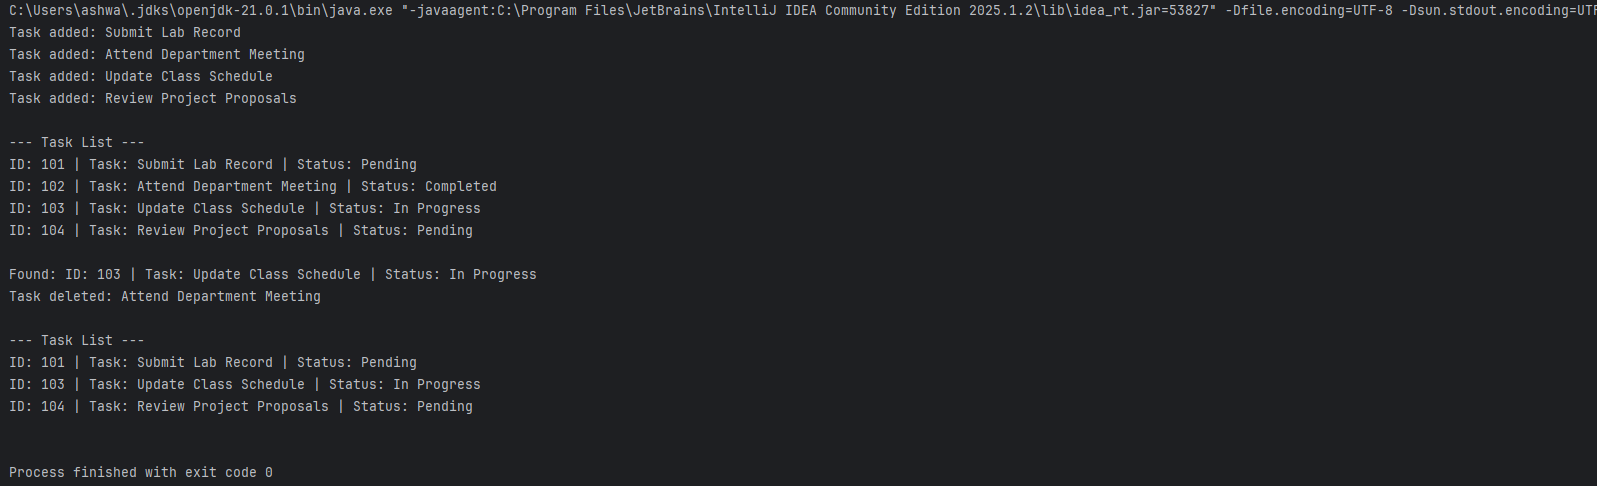 C:\Users\ashwa\.jdks\openjdk-21.0.1\bin\java.exe "-javaagent:C:\Program Files\JetBrains\IntelliJ IDEA Community Edition 2025.1.2\lib\idea_rt.jar=53827" -Dfile.encoding=UTF-8 -Dsun.stdout.encoding=UTF
Task added: Submit Lab Record
Task added: Attend Department Meeting
Task added: Update Class Schedule
Task added: Review Project Proposals
--- Task List ---
ID: 101 | Task: Submit Lab Record | Status: Pending
ID: 102 | Task: Attend Department Meeting | Status: Completed
ID: 103 | Task: Update Class Schedule | Status: In Progress
ID: 104 | Task: Review Project Proposals | Status: Pending
Found: ID: 103 | Task: Update Class Schedule | Status: In Progress
Task deleted: Attend Department Meeting
--- Task List ---
ID: 101 | Task: Submit Lab Record | Status: Pending
ID: 103 | Task: Update Class Schedule | Status: In Progress
ID: 104 | Task: Review Project Proposals | Status: Pending
Process finished with exit code 0